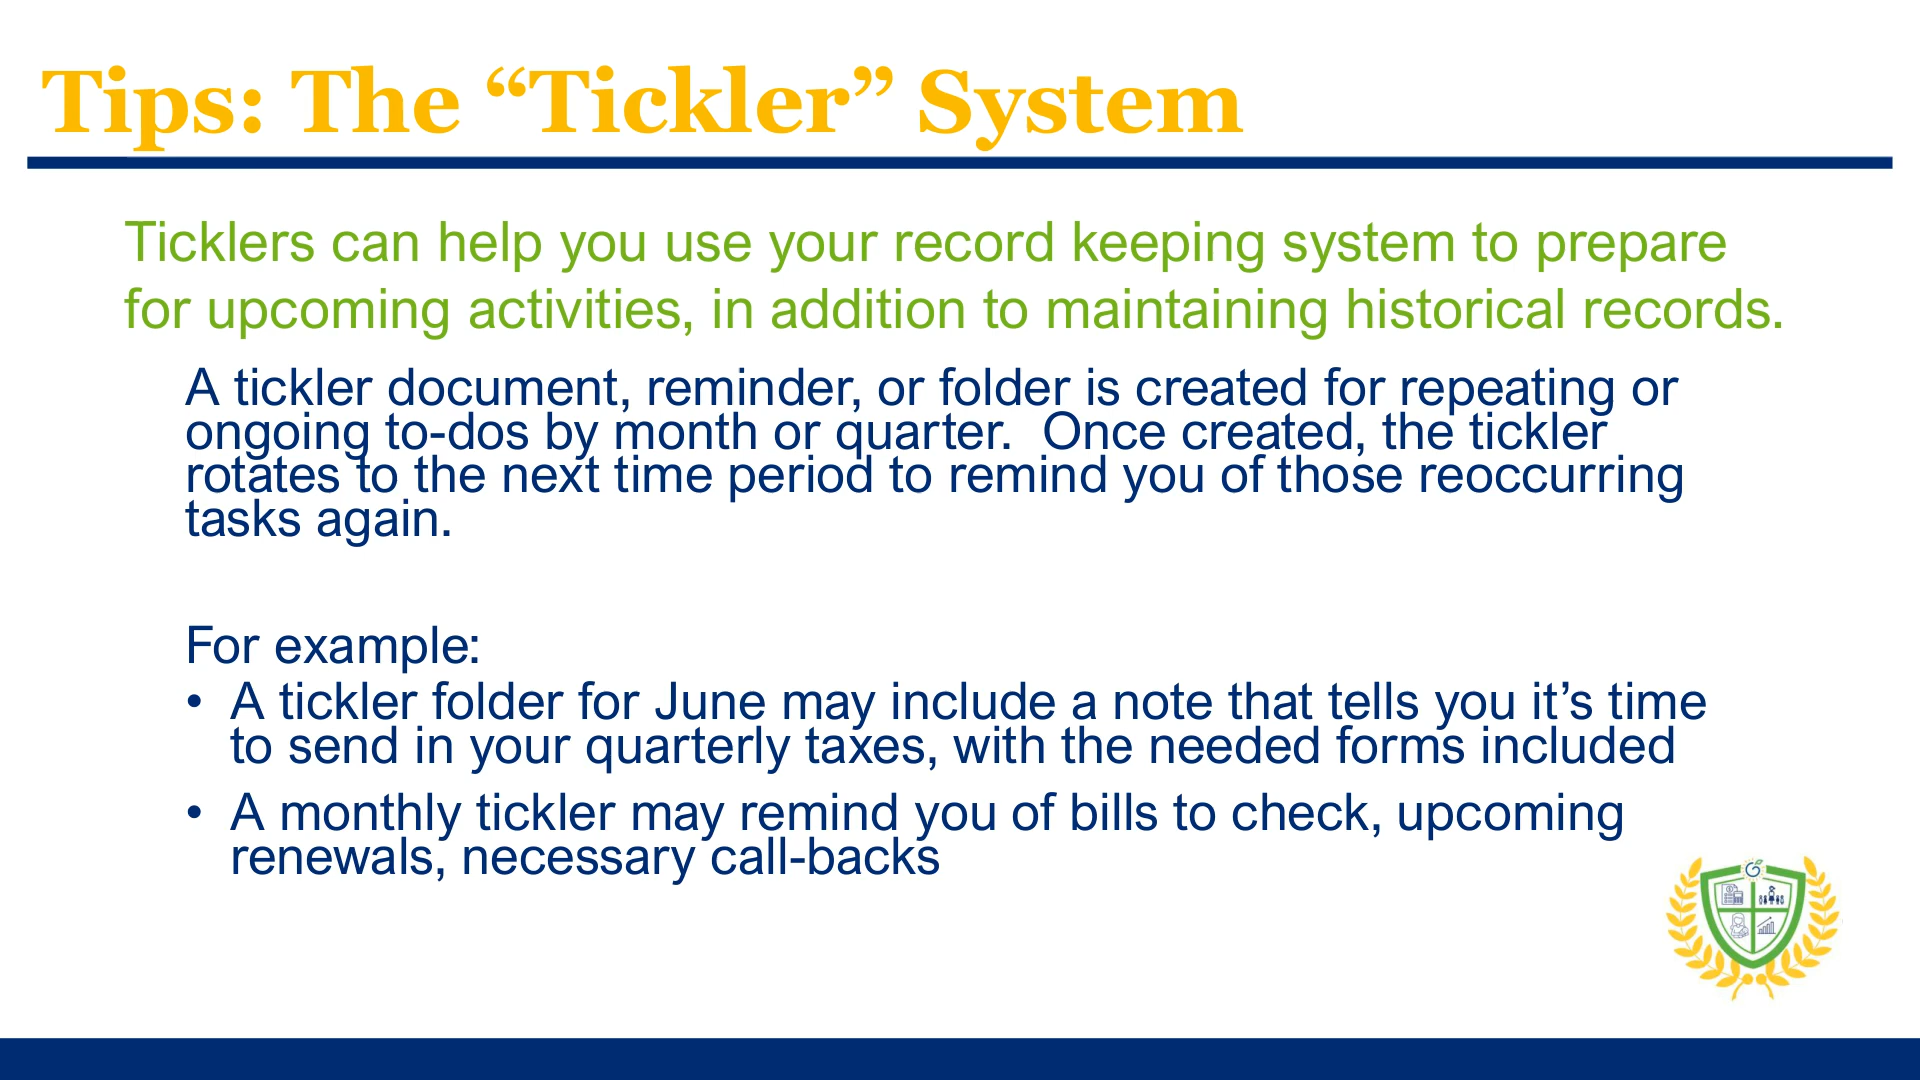 Tips: The “Tickler” System
Ticklers can help you use your record keeping system to prepare
for upcoming activities, in addition to maintaining historical records.
A tickler document, reminder, or folder is created for repeating or
ongoing to-dos by month or quarter.  Once created, the tickler
rotates to the next time period to remind you of those reoccurring
tasks again.
For example:
• A tickler folder for June may include a note that tells you it’s time
to send in your quarterly taxes, with the needed forms included
• A monthly tickler may remind you of bills to check, upcoming
renewals, necessary call-backs